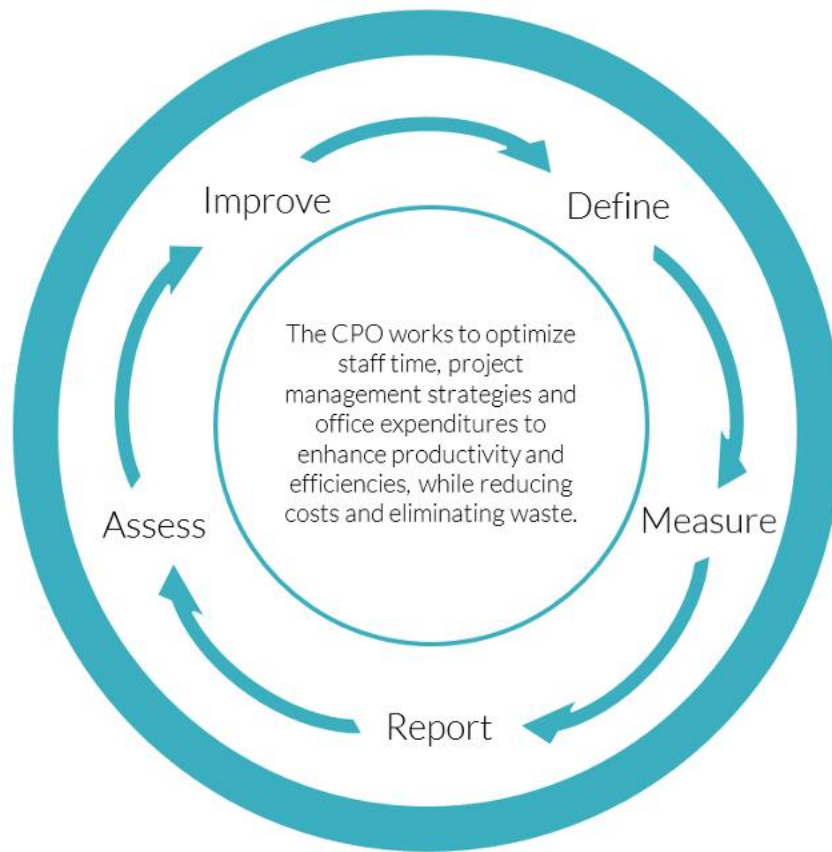 Improve
Define
The CPO works to optimize
staff time, project
management strategies and
office expenditures to
enhance productivity and
efficiencies, while reducing
costs and eliminating waste.
Assess
Measure
Report